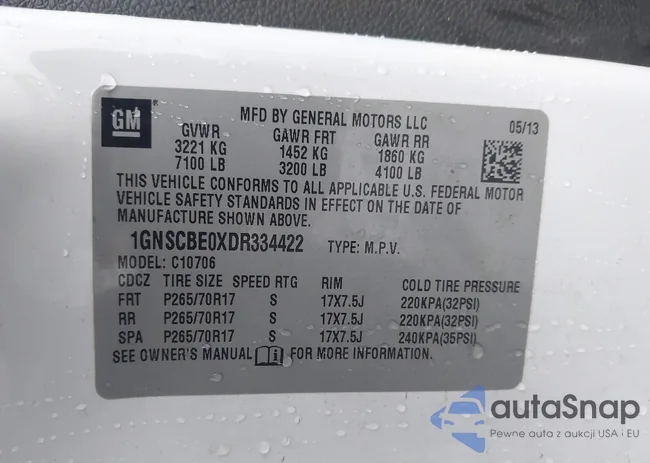 GM
MFD BY GENERAL MOTORS LLC
05/13
GVWR GAWR FRT GAWR RR
3221 KG 1452 KG 1860 KG
7100 LB 3200 LB 4100 LB
THIS VEHICLE CONFORMS TO ALL APPLICABLE U.S. FEDERAL MOTOR
VEHICLE SAFETY STANDARDS IN EFFECT ON THE DATE OF
MANUFACTURE SHOWN ABOVE.
1GNSCBE0XDR334422 TYPE: M.P.V.
MODEL: C10706
CDCZ TIRE SIZE SPEED RTG RIM COLD TIRE PRESSURE
FRT P265/70R17 S 17X7.5J 220KPA(32PSI)
RR P265/70R17 S 17X7.5J 220KPA(32PSI)
SPA P265/70R17 S 17X7.5J 240KPA(35PSI)
SEE OWNER'S MANUAL FOR MORE INFORMATION.
autaSnap
Pewne auta z aukcji USA i EU